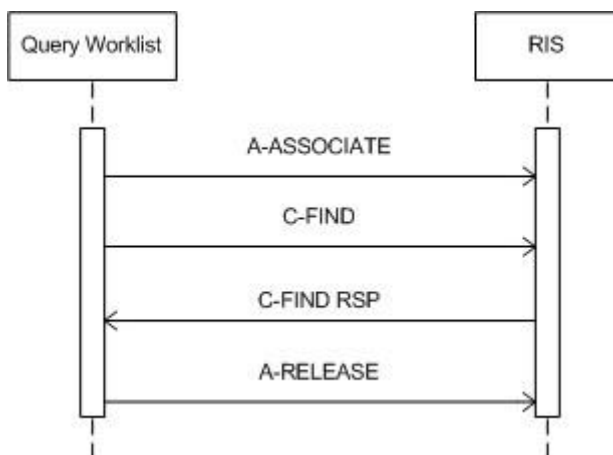 Query Worklist
RIS
A-ASSOCIATE
C-FIND
C-FIND RSP
A-RELEASE